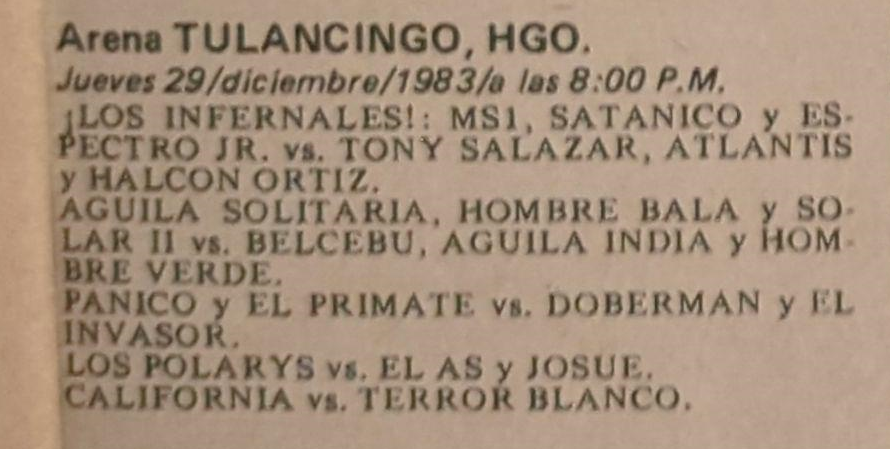 Arena TULANCINGO, HGO.
Jueves 29/diciembre/1983/a las 8:00 P.M.
¡LOS INFERNALES!: MS1, SATANICO y ES-
PECTRO JR. vs. TONY SALAZAR, ATLANTIS
y HALCON ORTIZ.
AGUILA SOLITARIA, HOMBRE BALA y SO-
LAR II vs. BELCEBU, AGUILA INDIA y HOM-
BRE VERDE.
PANICO y EL PRIMATE vs. DOBERMAN y EL
INVASOR.
LOS POLARYS vs. EL AS y JOSUE.
CALIFORNIA vs. TERROR BLANCO.